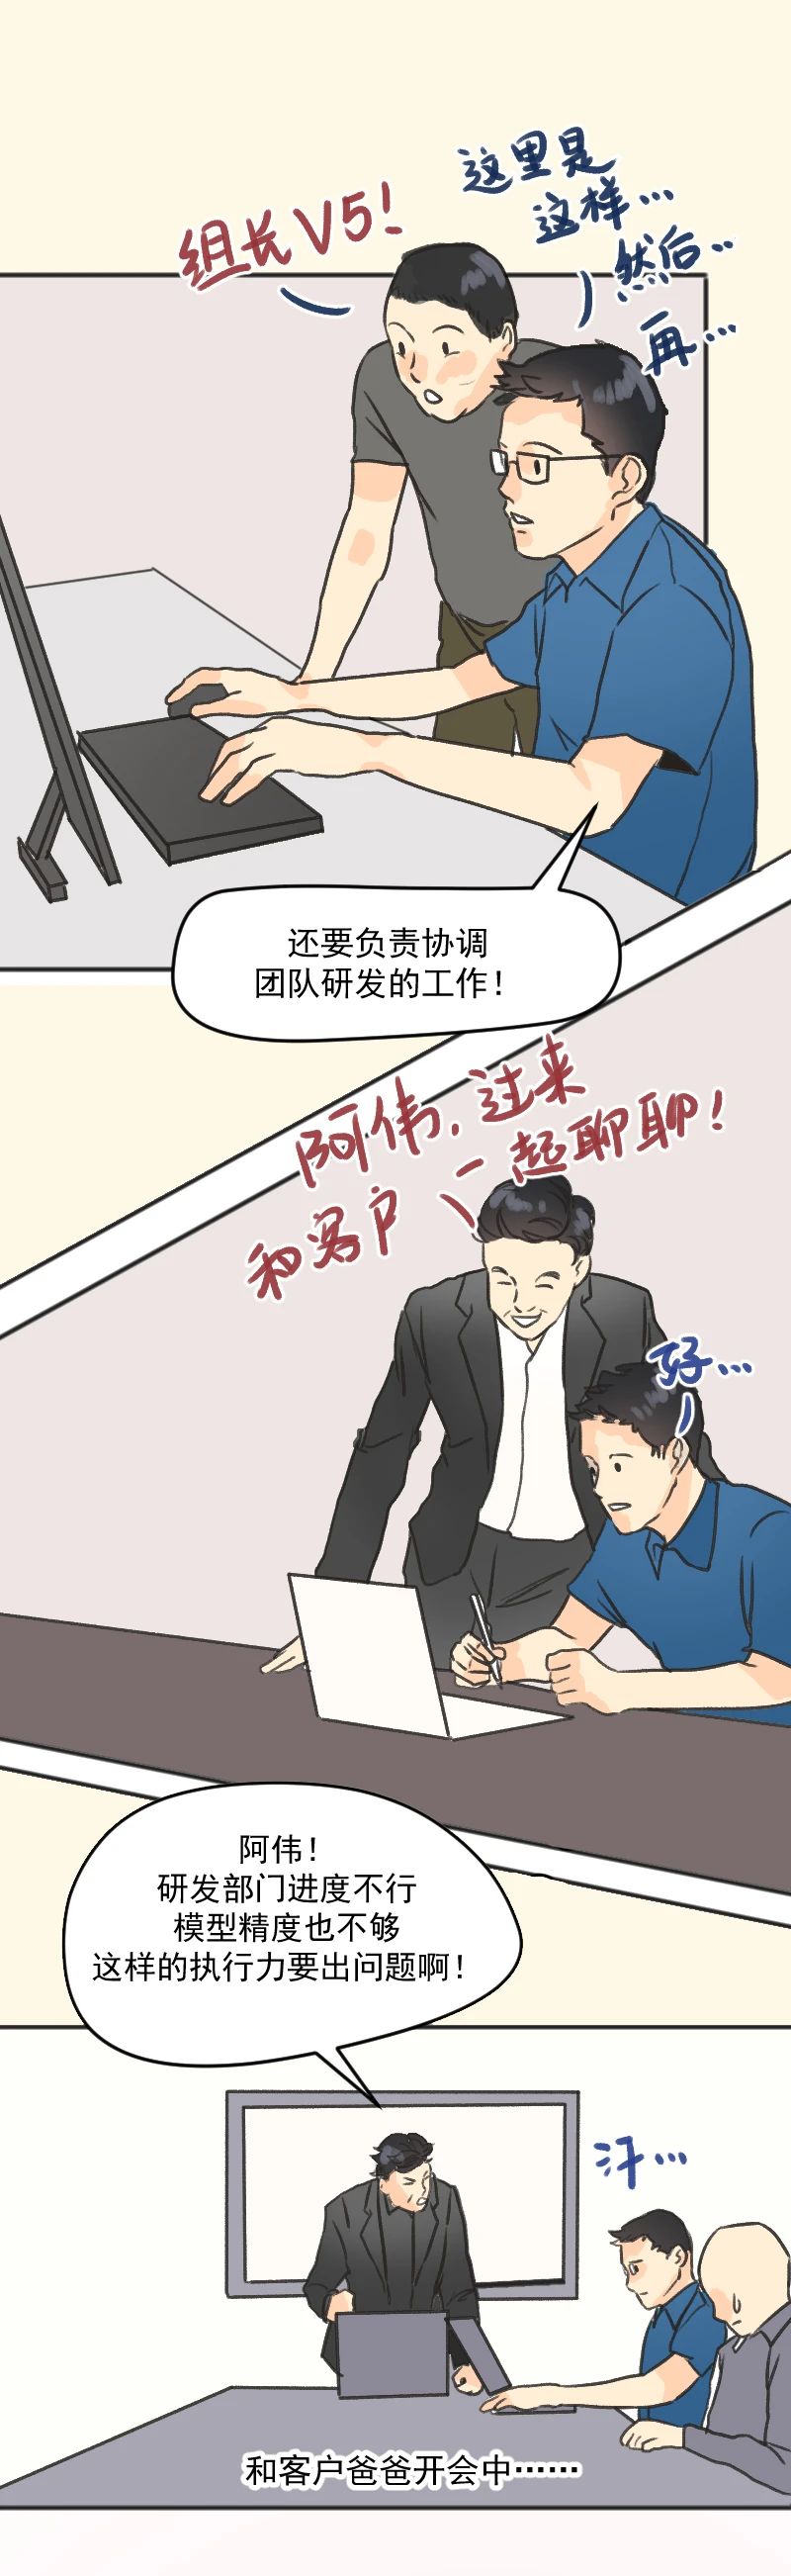 组长V5！
这里是
这样…
然后..
再…
还要负责协调
团队研发的工作！
阿伟，过来
和客户一起聊聊！
好…
阿伟！
研发部门进度不行
模型精度也不够
这样的执行力要出问题啊！
汗…
和客户爸爸开会中……